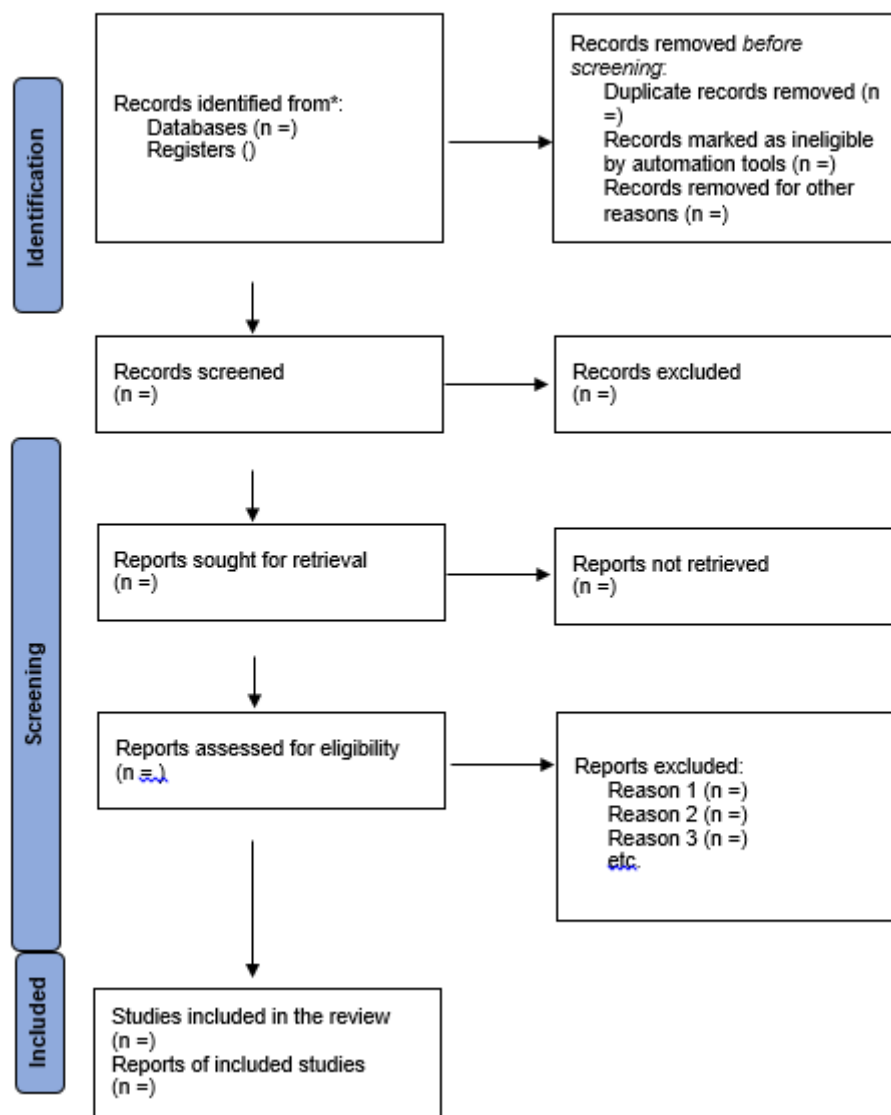 Identification
Records identified from*:
Databases (n =)
Registers ()
Records removed before
screening:
Duplicate records removed (n
=)
Records marked as ineligible
by automation tools (n =)
Records removed for other
reasons (n =)
Records screened
(n =)
Records excluded
(n =)
Screening
Reports sought for retrieval
(n =)
Reports not retrieved
(n =)
Reports assessed for eligibility
(n = )
Reports excluded:
Reason 1 (n =)
Reason 2 (n =)
Reason 3 (n =)
etc.
Included
Studies included in the review
(n =)
Reports of included studies
(n =)